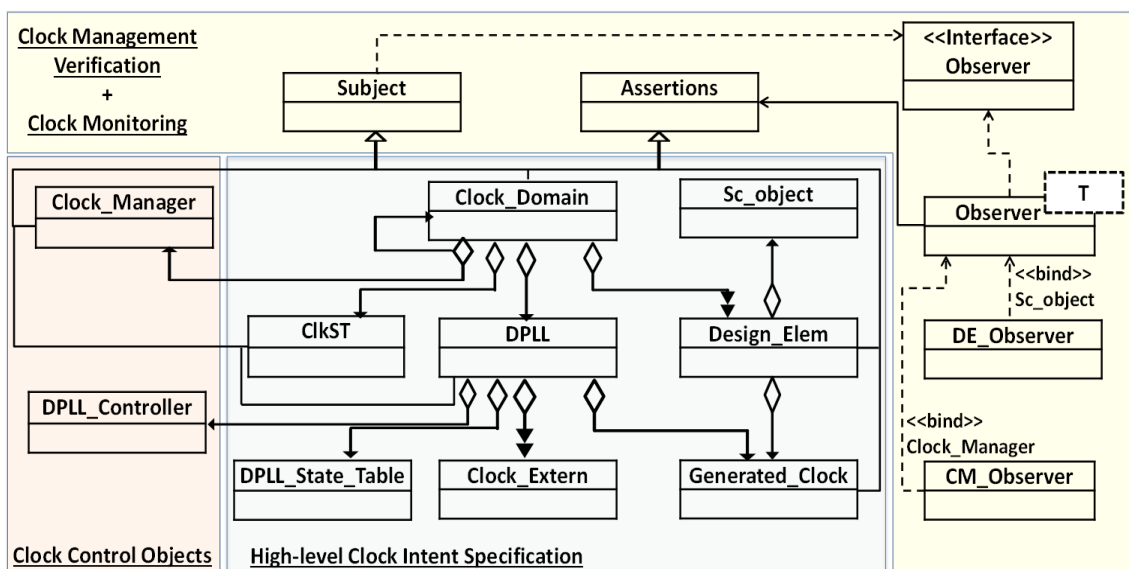 Clock Management
Verification
+
Clock Monitoring
<<Interface>>
Observer
Subject
Assertions
Clock_Manager
Clock_Domain
Sc_object
T
Observer
<<bind>>
Sc_object
ClkST
DPLL
Design_Elem
DE_Observer
DPLL_Controller
<<bind>>
Clock_Manager
DPLL_State_Table
Clock_Extern
Generated_Clock
CM_Observer
Clock Control Objects
High-level Clock Intent Specification